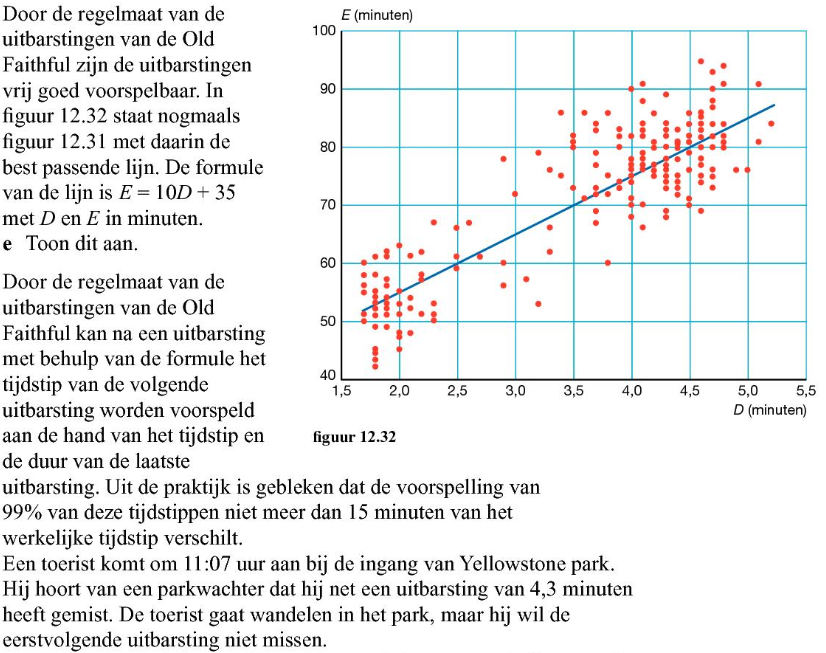 Door de regelmaat van de
uitbarstingen van de Old
Faithful zijn de uitbarstingen
vrij goed voorspelbaar. In
figuur 12.32 staat nogmaals
figuur 12.31 met daarin de
best passende lijn. De formule
van de lijn is E = 10D + 35
met D en E in minuten.
e Toon dit aan.
Door de regelmaat van de
uitbarstingen van de Old
Faithful kan na een uitbarsting
met behulp van de formule het
tijdstip van de volgende
uitbarsting worden voorspeld
aan de hand van het tijdstip en
de duur van de laatste
uitbarsting. Uit de praktijk is gebleken dat de voorspelling van
99% van deze tijdstippen niet meer dan 15 minuten van het
werkelijke tijdstip verschilt.
Een toerist komt om 11:07 uur aan bij de ingang van Yellowstone park.
Hij hoort van een parkwachter dat hij net een uitbarsting van 4,3 minuten
heeft gemist. De toerist gaat wandelen in het park, maar hij wil de
eerstvolgende uitbarsting niet missen.
E (minuten)
100
90
80
70
60
50
40
1,5 2,0 2,5 3,0 3,5 4,0 4,5 5,0 5,5
D (minuten)
figuur 12.32